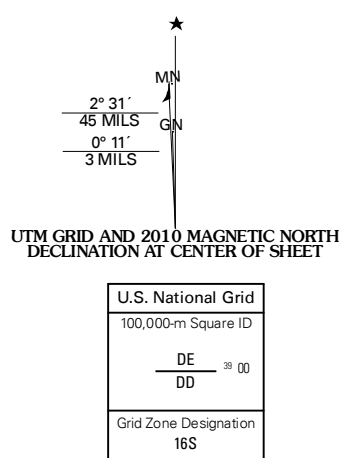 ★
MN
2° 31´
45 MILS
GN
0° 11´
3 MILS
UTM GRID AND 2010 MAGNETIC NORTH
DECLINATION AT CENTER OF SHEET
U.S. National Grid
100,000-m Square ID
DE
39 00
DD
Grid Zone Designation
16S